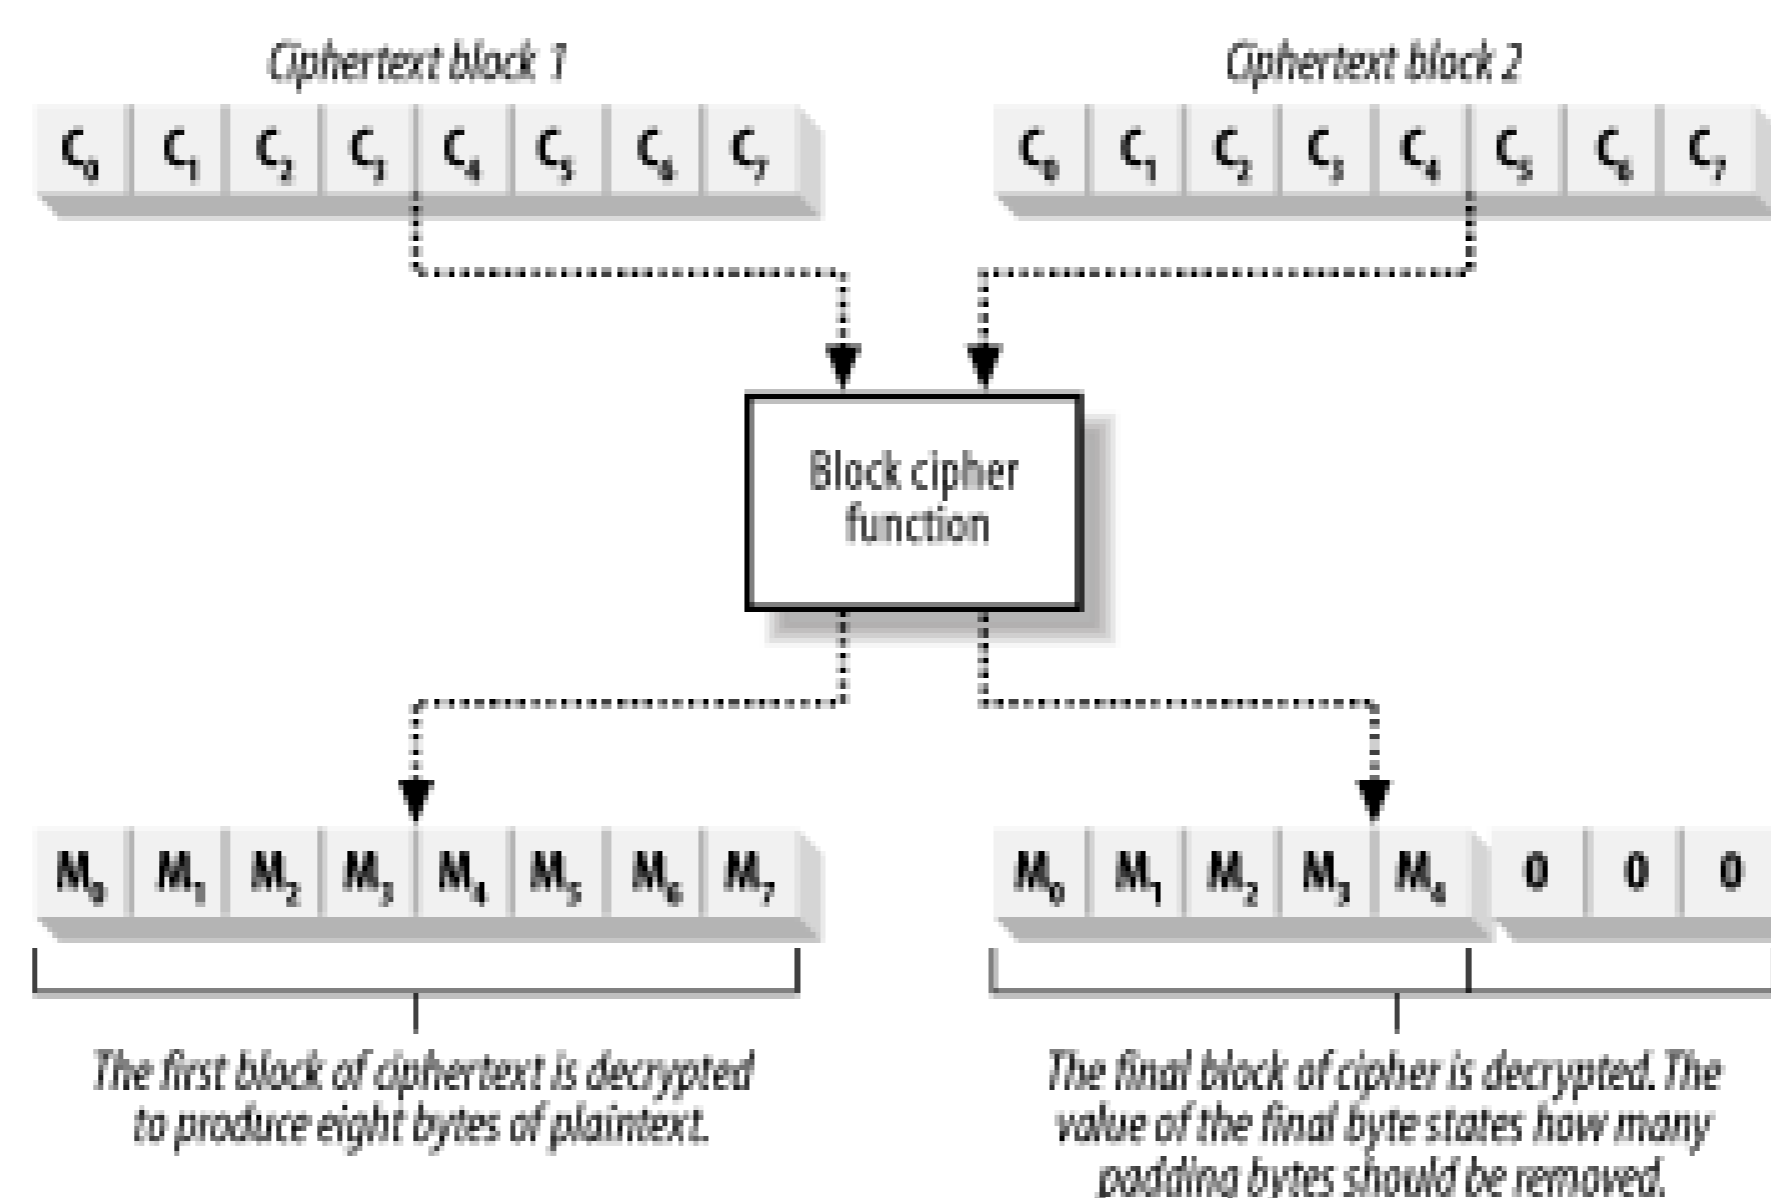 Ciphertext block 1
Ciphertext block 2
C0 C1 C2 C3 C4 C5 C6 C7
C0 C1 C2 C3 C4 C5 C6 C7
Block cipher
function
M0 M1 M2 M3 M4 M5 M6 M7
M0 M1 M2 M3 M4 0 0 0
The first block of ciphertext is decrypted
to produce eight bytes of plaintext.
The final block of cipher is decrypted. The
value of the final byte states how many
padding bytes should be removed.